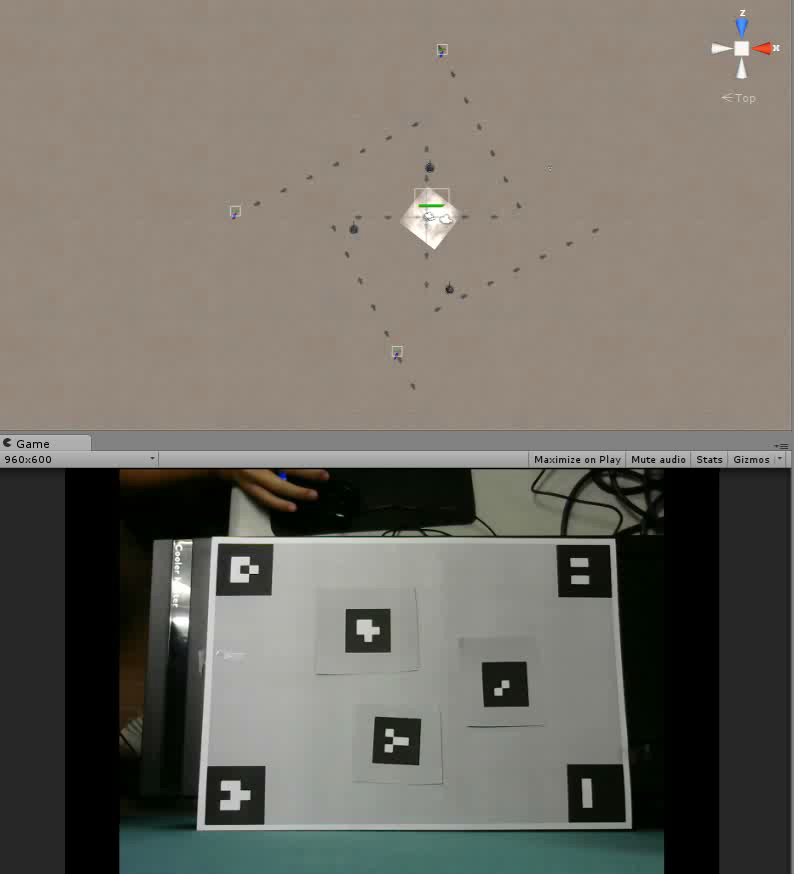 z
x
Top
Game
960x600
Maximize on Play
Mute audio
Stats
Gizmos
Cooler